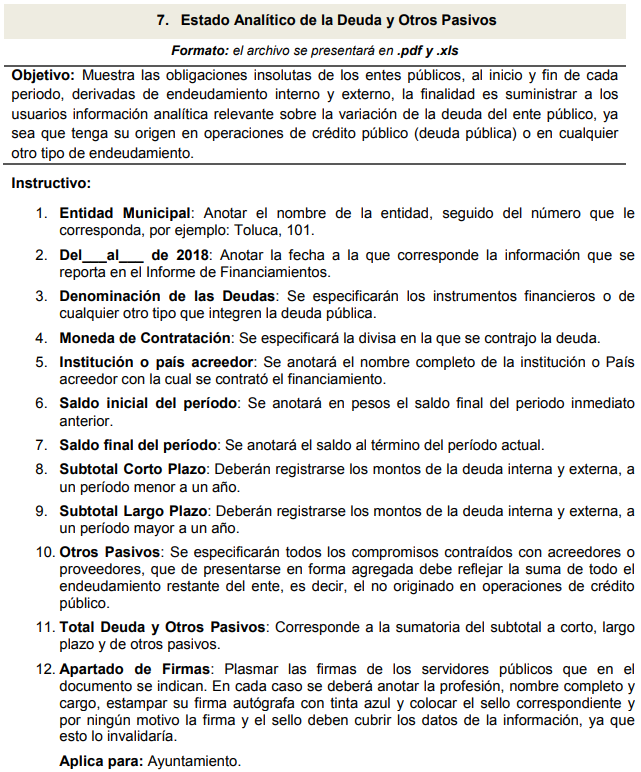 7. Estado Analítico de la Deuda y Otros Pasivos
Formato: el archivo se presentará en .pdf y .xls
Objetivo: Muestra las obligaciones insolutas de los entes públicos, al inicio y fin de cada
periodo, derivadas de endeudamiento interno y externo, la finalidad es suministrar a los
usuarios información analítica relevante sobre la variación de la deuda del ente público, ya
sea que tenga su origen en operaciones de crédito público (deuda pública) o en cualquier
otro tipo de endeudamiento.
Instructivo:
1. Entidad Municipal: Anotar el nombre de la entidad, seguido del número que le
corresponda, por ejemplo: Toluca, 101.
2. Del___al___ de 2018: Anotar la fecha a la que corresponde la información que se
reporta en el Informe de Financiamientos.
3. Denominación de las Deudas: Se especificarán los instrumentos financieros o de
cualquier otro tipo que integren la deuda pública.
4. Moneda de Contratación: Se especificará la divisa en la que se contrajo la deuda.
5. Institución o país acreedor: Se anotará el nombre completo de la institución o País
acreedor con la cual se contrató el financiamiento.
6. Saldo inicial del período: Se anotará en pesos el saldo final del periodo inmediato
anterior.
7. Saldo final del período: Se anotará el saldo al término del período actual.
8. Subtotal Corto Plazo: Deberán registrarse los montos de la deuda interna y externa, a
un período menor a un año.
9. Subtotal Largo Plazo: Deberán registrarse los montos de la deuda interna y externa, a
un período mayor a un año.
10. Otros Pasivos: Se especificarán todos los compromisos contraídos con acreedores o
proveedores, que de presentarse en forma agregada debe reflejar la suma de todo el
endeudamiento restante del ente, es decir, el no originado en operaciones de crédito
público.
11. Total Deuda y Otros Pasivos: Corresponde a la sumatoria del subtotal a corto, largo
plazo y de otros pasivos.
12. Apartado de Firmas: Plasmar las firmas de los servidores públicos que en el
documento se indican. En cada caso se deberá anotar la profesión, nombre completo y
cargo, estampar su firma autógrafa con tinta azul y colocar el sello correspondiente y
por ningún motivo la firma y el sello deben cubrir los datos de la información, ya que
esto lo invalidaría.
Aplica para: Ayuntamiento.